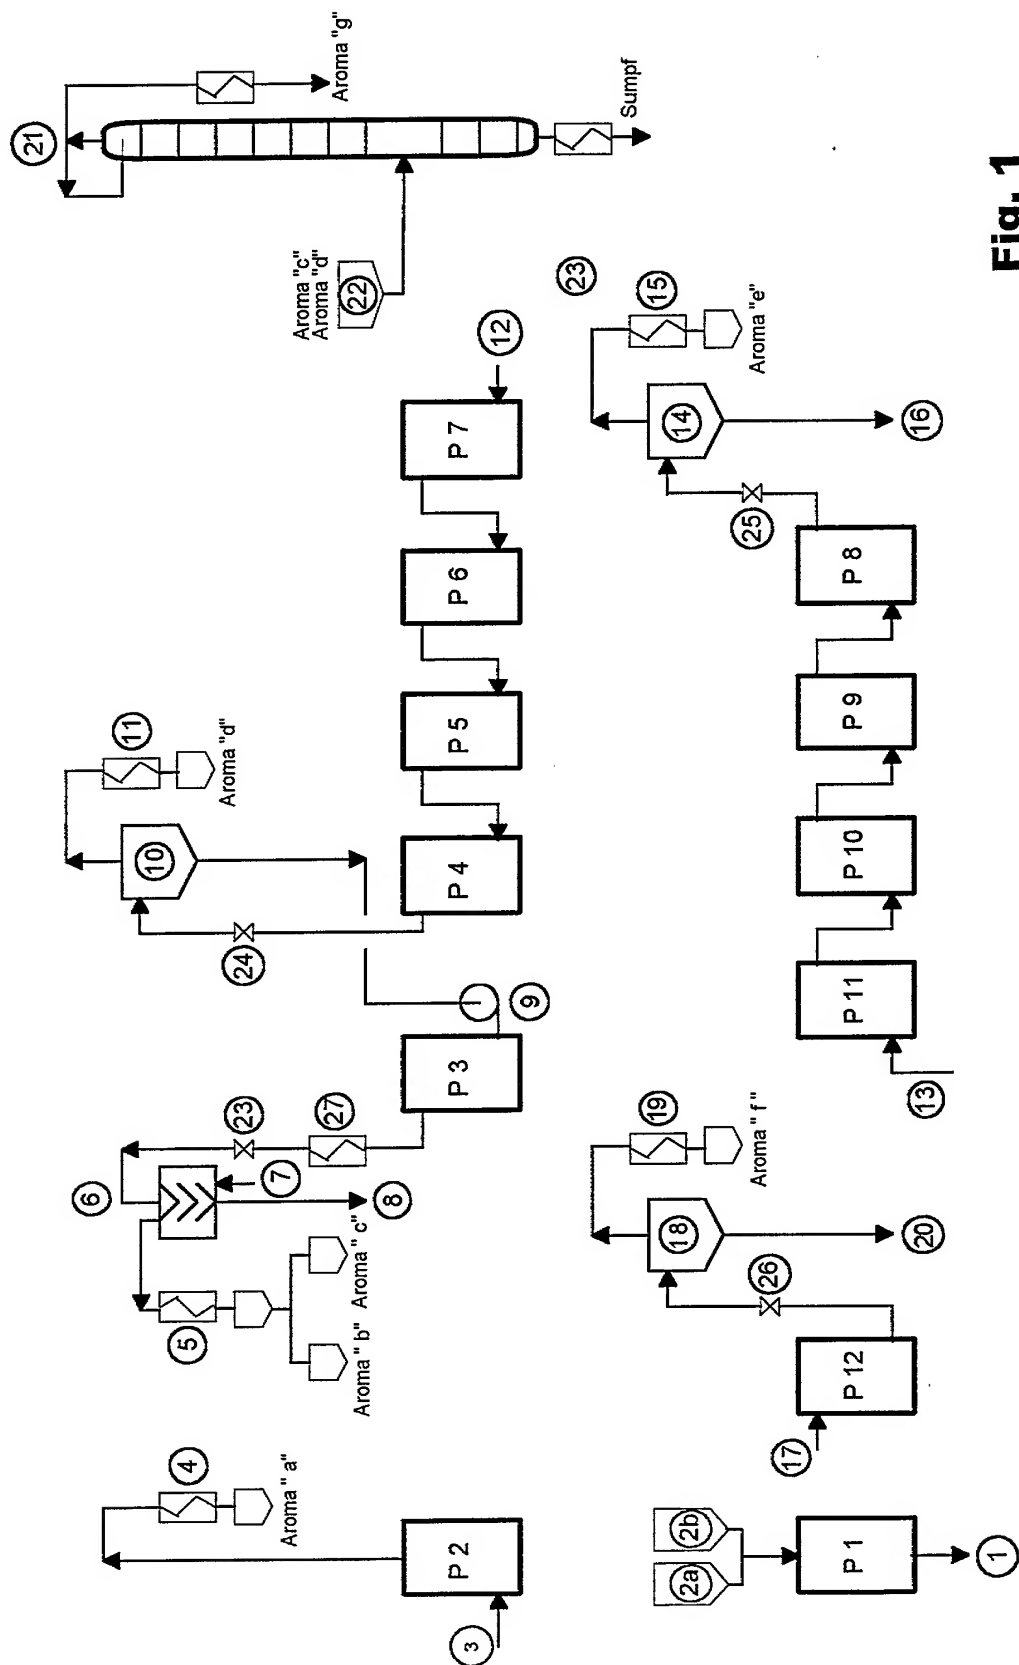 3
P 2
4
Aroma " a"
5
Aroma " b" Aroma " c"
6
7
8
23
27
P 3
9
24
10
11
Aroma "d"
P 4
P 5
P 6
P 7
12
Aroma "c"
Aroma "d"
22
21
Aroma "g"
Sumpf
2a
2b
P 1
1
17
P 12
26
18
19
Aroma " f "
20
13
P 11
P 10
P 9
P 8
25
14
15
23
Aroma "e"
16
Fig. 1